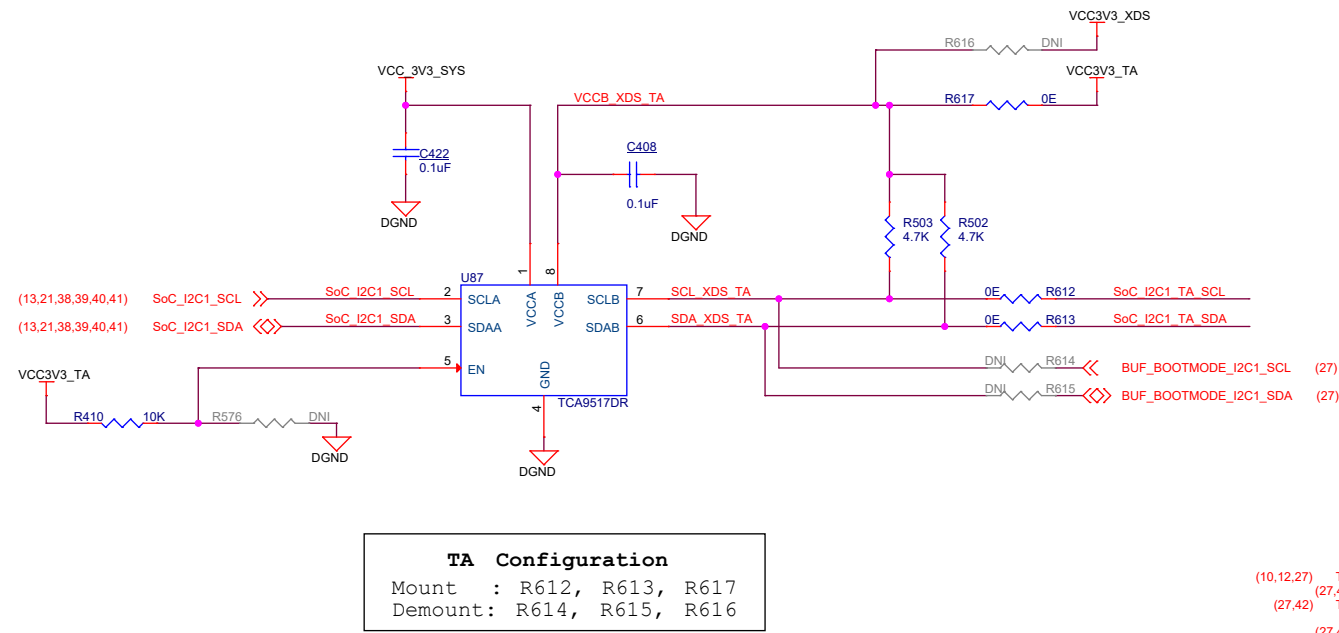 VCC3V3_XDS
R616 DNI
VCC_3V3_SYS
VCC3V3_TA
VCCB_XDS_TA
R617 0E
C422
0.1uF
C408
0.1uF
DGND
DGND
R503
4.7K
R502
4.7K
U87
1
8
(13,21,38,39,40,41) SoC_I2C1_SCL SoC_I2C1_SCL 2 SCLA VCCA VCCB SCLB 7 SCL_XDS_TA 0E R612 SoC_I2C1_TA_SCL
(13,21,38,39,40,41) SoC_I2C1_SDA SoC_I2C1_SDA 3 SDAA SDAB 6 SDA_XDS_TA 0E R613 SoC_I2C1_TA_SDA
5 EN GND
DNI R614 BUF_BOOTMODE_I2C1_SCL (27)
DNI R615 BUF_BOOTMODE_I2C1_SDA (27)
VCC3V3_TA
4 TCA9517DR
R410 10K R576 DNI
DGND
DGND
TA Configuration
Mount : R612, R613, R617
Demount: R614, R615, R616
(10,12,27)
(27,42)